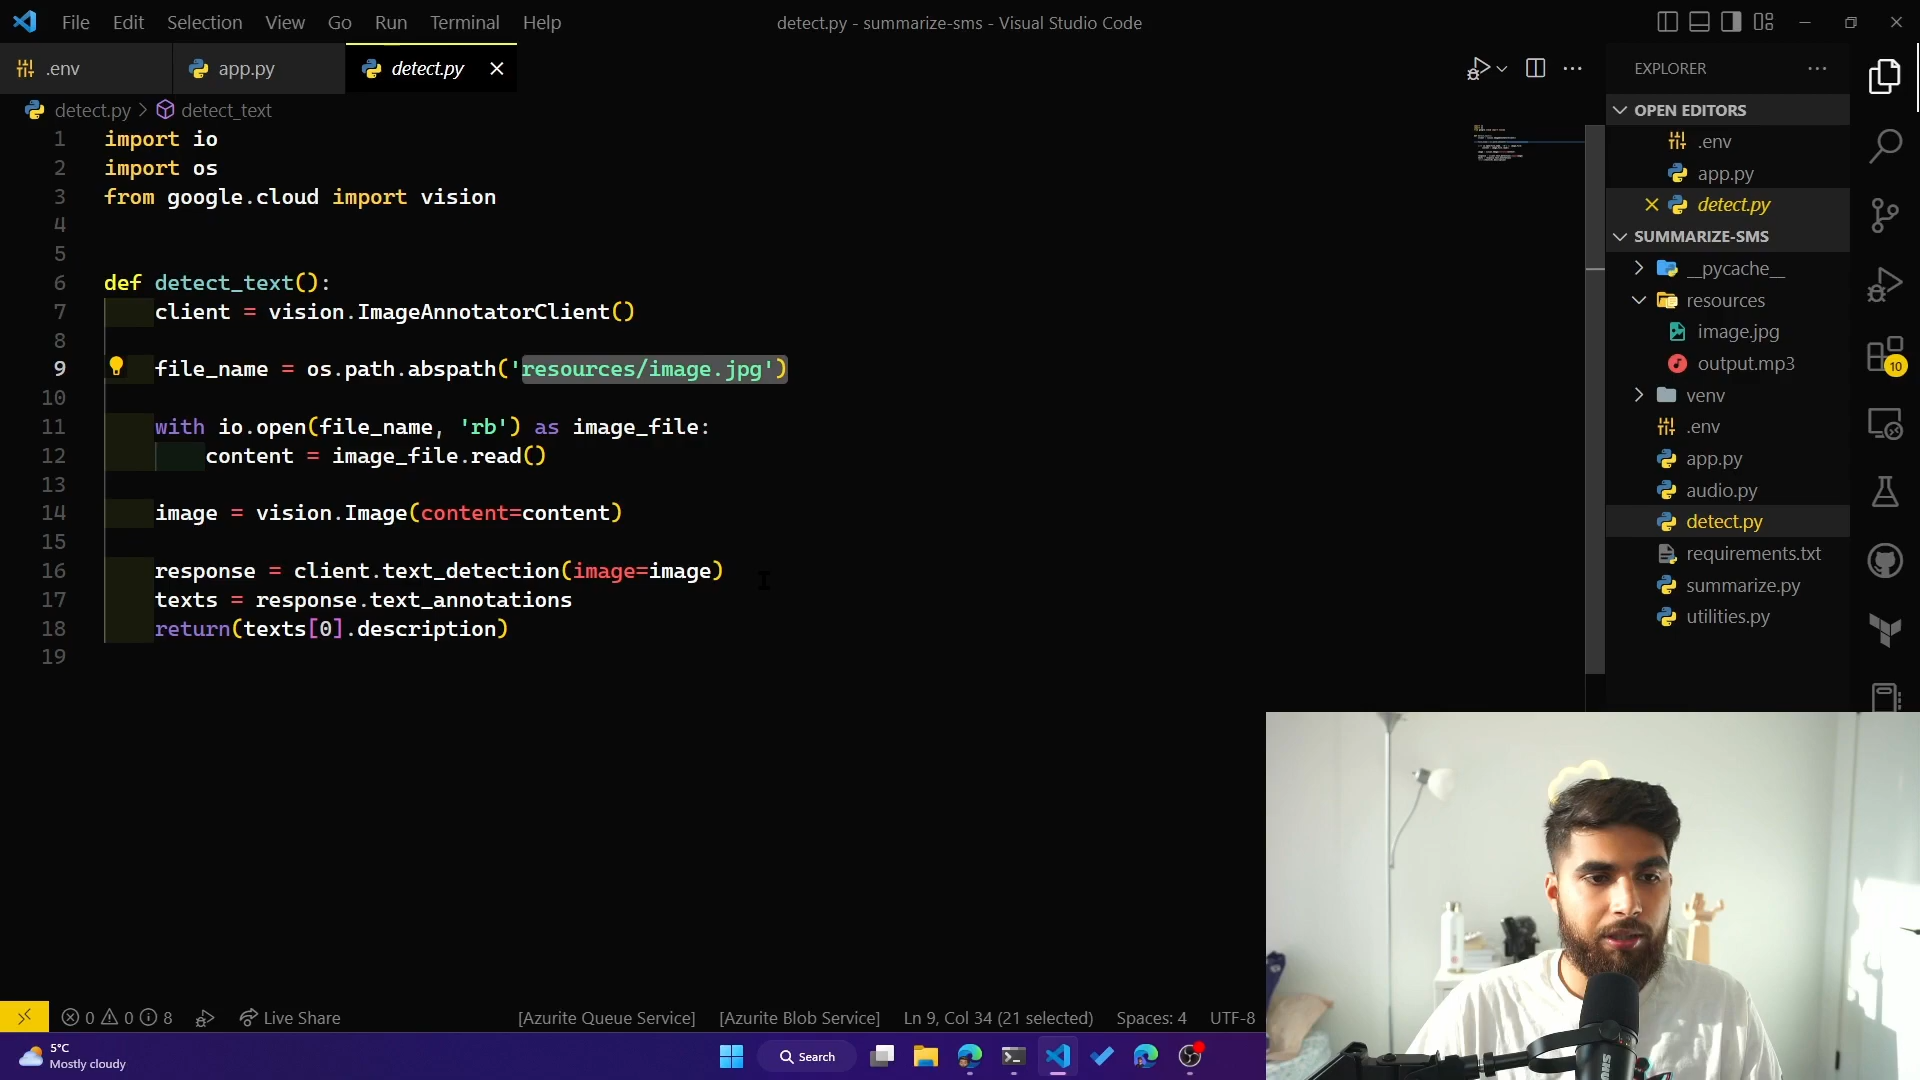 File Edit Selection View Go Run Terminal Help
detect.py - summarize-sms - Visual Studio Code
.env
app.py
detect.py
detect.py > detect_text
1 import io
2 import os
3 from google.cloud import vision
4
5
6 def detect_text():
7 client = vision.ImageAnnotatorClient()
8
9 file_name = os.path.abspath('resources/image.jpg')
10
11 with io.open(file_name, 'rb') as image_file:
12 content = image_file.read()
13
14 image = vision.Image(content=content)
15
16 response = client.text_detection(image=image)
17 texts = response.text_annotations
18 return(texts[0].description)
19
EXPLORER
OPEN EDITORS
.env
app.py
detect.py
SUMMARIZE-SMS
__pycache__
resources
image.jpg
output.mp3
venv
.env
app.py
audio.py
detect.py
requirements.txt
summarize.py
utilities.py
10
0 0 8 Live Share
[Azurite Queue Service] [Azurite Blob Service] Ln 9, Col 34 (21 selected) Spaces: 4 UTF-8
5°C
Mostly cloudy
Search